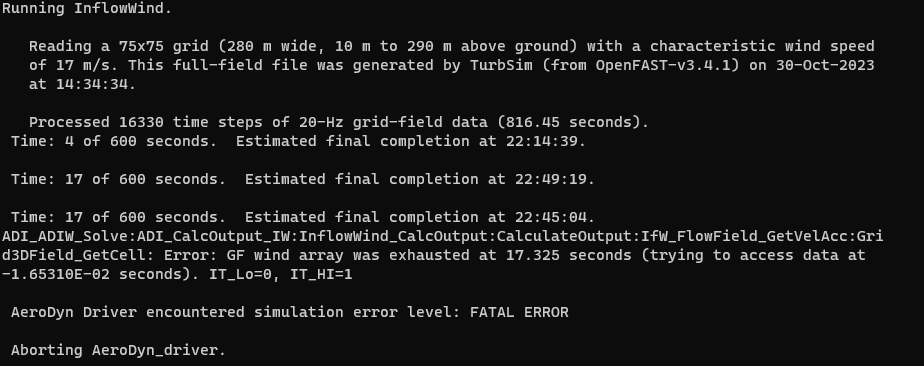 Running InflowWind.
Reading a 75x75 grid (280 m wide, 10 m to 290 m above ground) with a characteristic wind speed
of 17 m/s. This full-field file was generated by TurbSim (from OpenFAST-v3.4.1) on 30-Oct-2023
at 14:34:34.
Processed 16330 time steps of 20-Hz grid-field data (816.45 seconds).
Time: 4 of 600 seconds.  Estimated final completion at 22:14:39.
Time: 17 of 600 seconds.  Estimated final completion at 22:49:19.
Time: 17 of 600 seconds.  Estimated final completion at 22:45:04.
ADI_ADIW_Solve:ADI_CalcOutput_IW:InflowWind_CalcOutput:CalculateOutput:IfW_FlowField_GetVelAcc:Gri
d3DField_GetCell: Error: GF wind array was exhausted at 17.325 seconds (trying to access data at
-1.65310E-02 seconds). IT_Lo=0, IT_HI=1
AeroDyn Driver encountered simulation error level: FATAL ERROR
Aborting AeroDyn_driver.